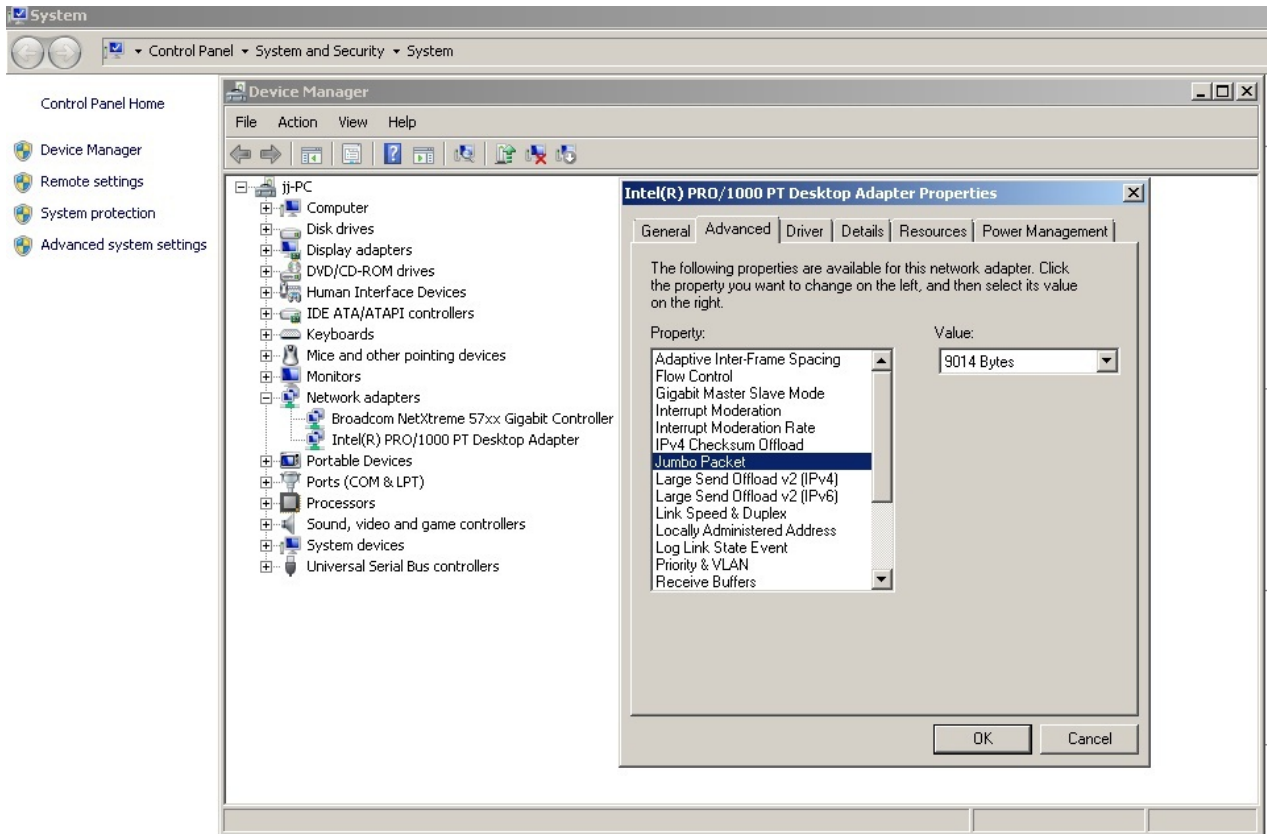 System
Control Panel ▾ System and Security ▾ System
Control Panel Home
Device Manager
Remote settings
System protection
Advanced system settings
Device Manager
File Action View Help
jj-PC
Computer
Disk drives
Display adapters
DVD/CD-ROM drives
Human Interface Devices
IDE ATA/ATAPI controllers
Keyboards
Mice and other pointing devices
Monitors
Network adapters
Broadcom NetXtreme 57xx Gigabit Controller
Intel(R) PRO/1000 PT Desktop Adapter
Portable Devices
Ports (COM & LPT)
Processors
Sound, video and game controllers
System devices
Universal Serial Bus controllers
Intel(R) PRO/1000 PT Desktop Adapter Properties
General Advanced Driver Details Resources Power Management
The following properties are available for this network adapter. Click
the property you want to change on the left, and then select its value
on the right.
Property:
Value:
Adaptive Inter-Frame Spacing
Flow Control
Gigabit Master Slave Mode
Interrupt Moderation
Interrupt Moderation Rate
IPv4 Checksum Offload
Jumbo Packet
Large Send Offload v2 (IPv4)
Large Send Offload v2 (IPv6)
Link Speed & Duplex
Locally Administered Address
Log Link State Event
Priority & VLAN
Receive Buffers
9014 Bytes
OK Cancel